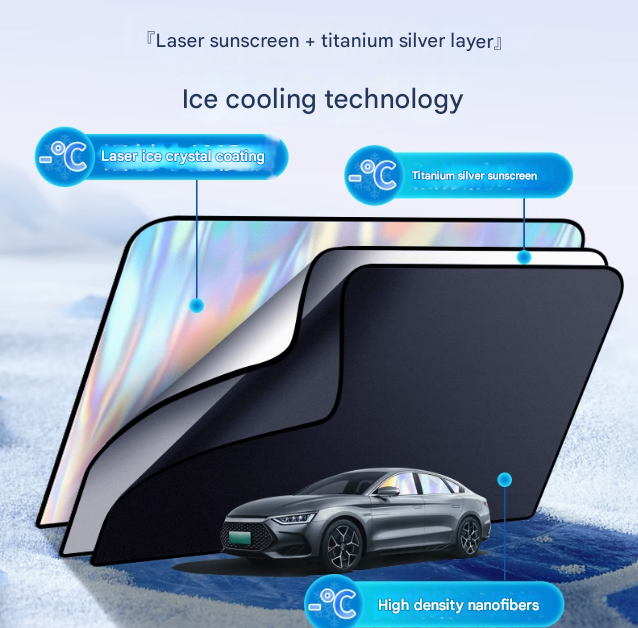 『Laser sunscreen + titanium silver layer』
Ice cooling technology
-°C Laser ice crystal coating
-°C Titanium silver sunscreen
-°C High density nanofibers